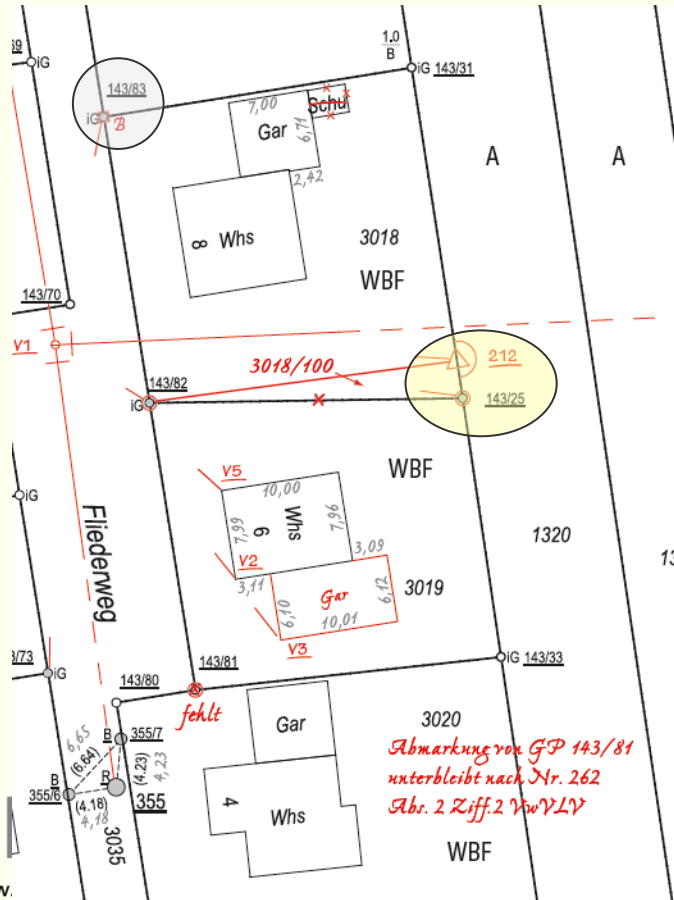 69
iG
1.0
B
143/31
iG
143/83
iG
B
7,00
Schu
Gar
6,71
2,42
A
A
8
Whs
3018
WBF
143/70
V1
3018/100
212
143/82
iG
143/25
WBF
V5
10,00
iG
7,99
6
Whs
7,96
V2
3,09
3,11
Fliederweg
1320
13
Gar
6,10
6,12
10,01
3019
V3
3/73
iG
143/81
iG
143/33
143/80
fehlt
Gar
3020
6,65
(6.64)
B
355/7
(4.23)
4,23
Abmarkung von GP 143/81
unterbleibt nach Nr. 262
Abs. 2 Ziff.2 VwVLV
B
355/6
R
(4.18)
4,18
355
4
Whs
3035
WBF
w.